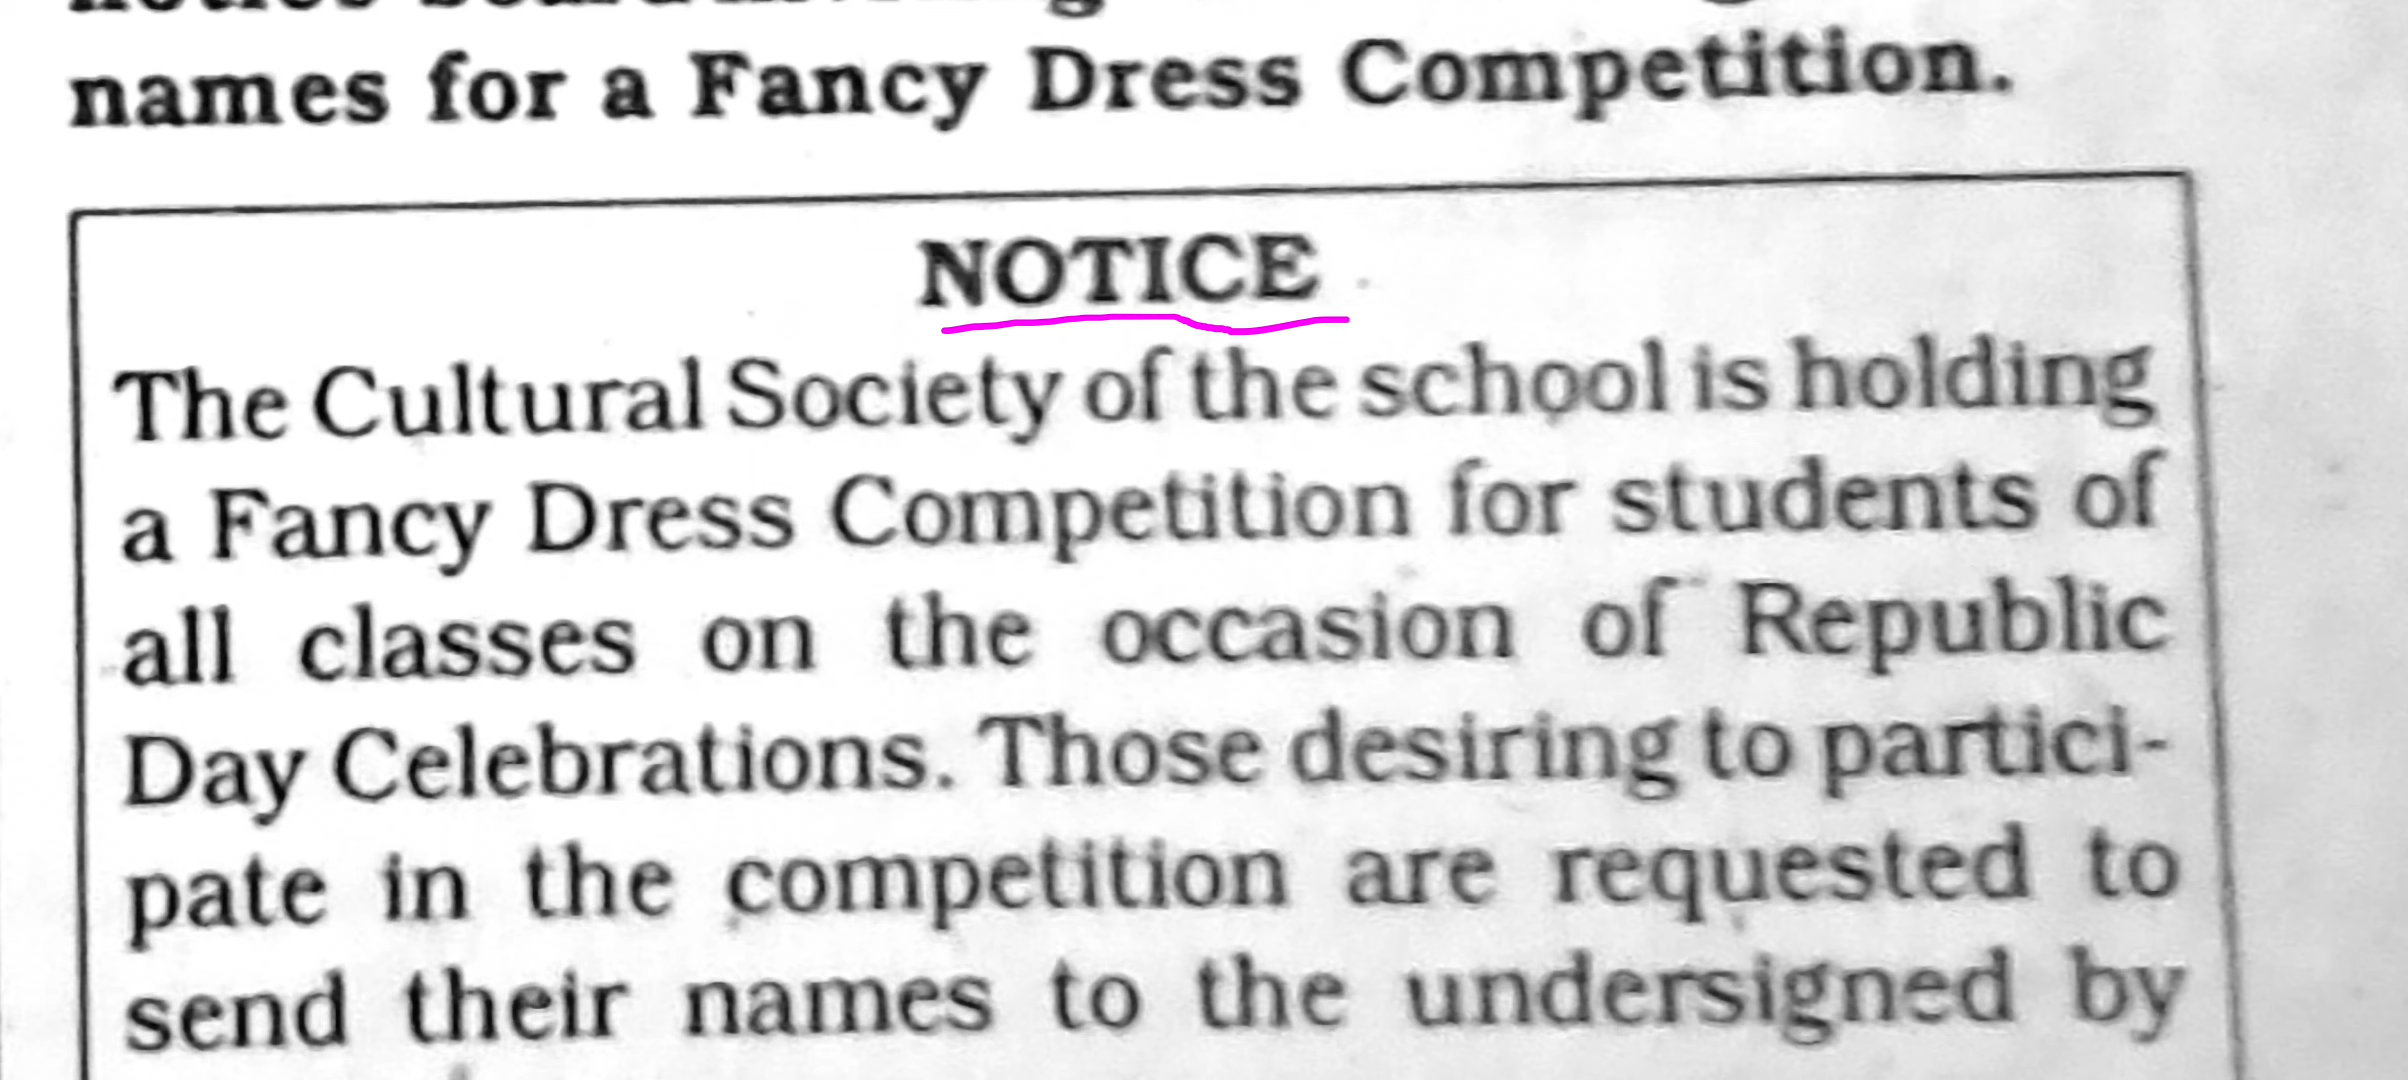 names for a Fancy Dress Competition.
NOTICE
The Cultural Society of the school is holding
a Fancy Dress Competition for students of
all classes on the occasion of Republic
Day Celebrations. Those desiring to partici-
pate in the competition are requested to
send their names to the undersigned by